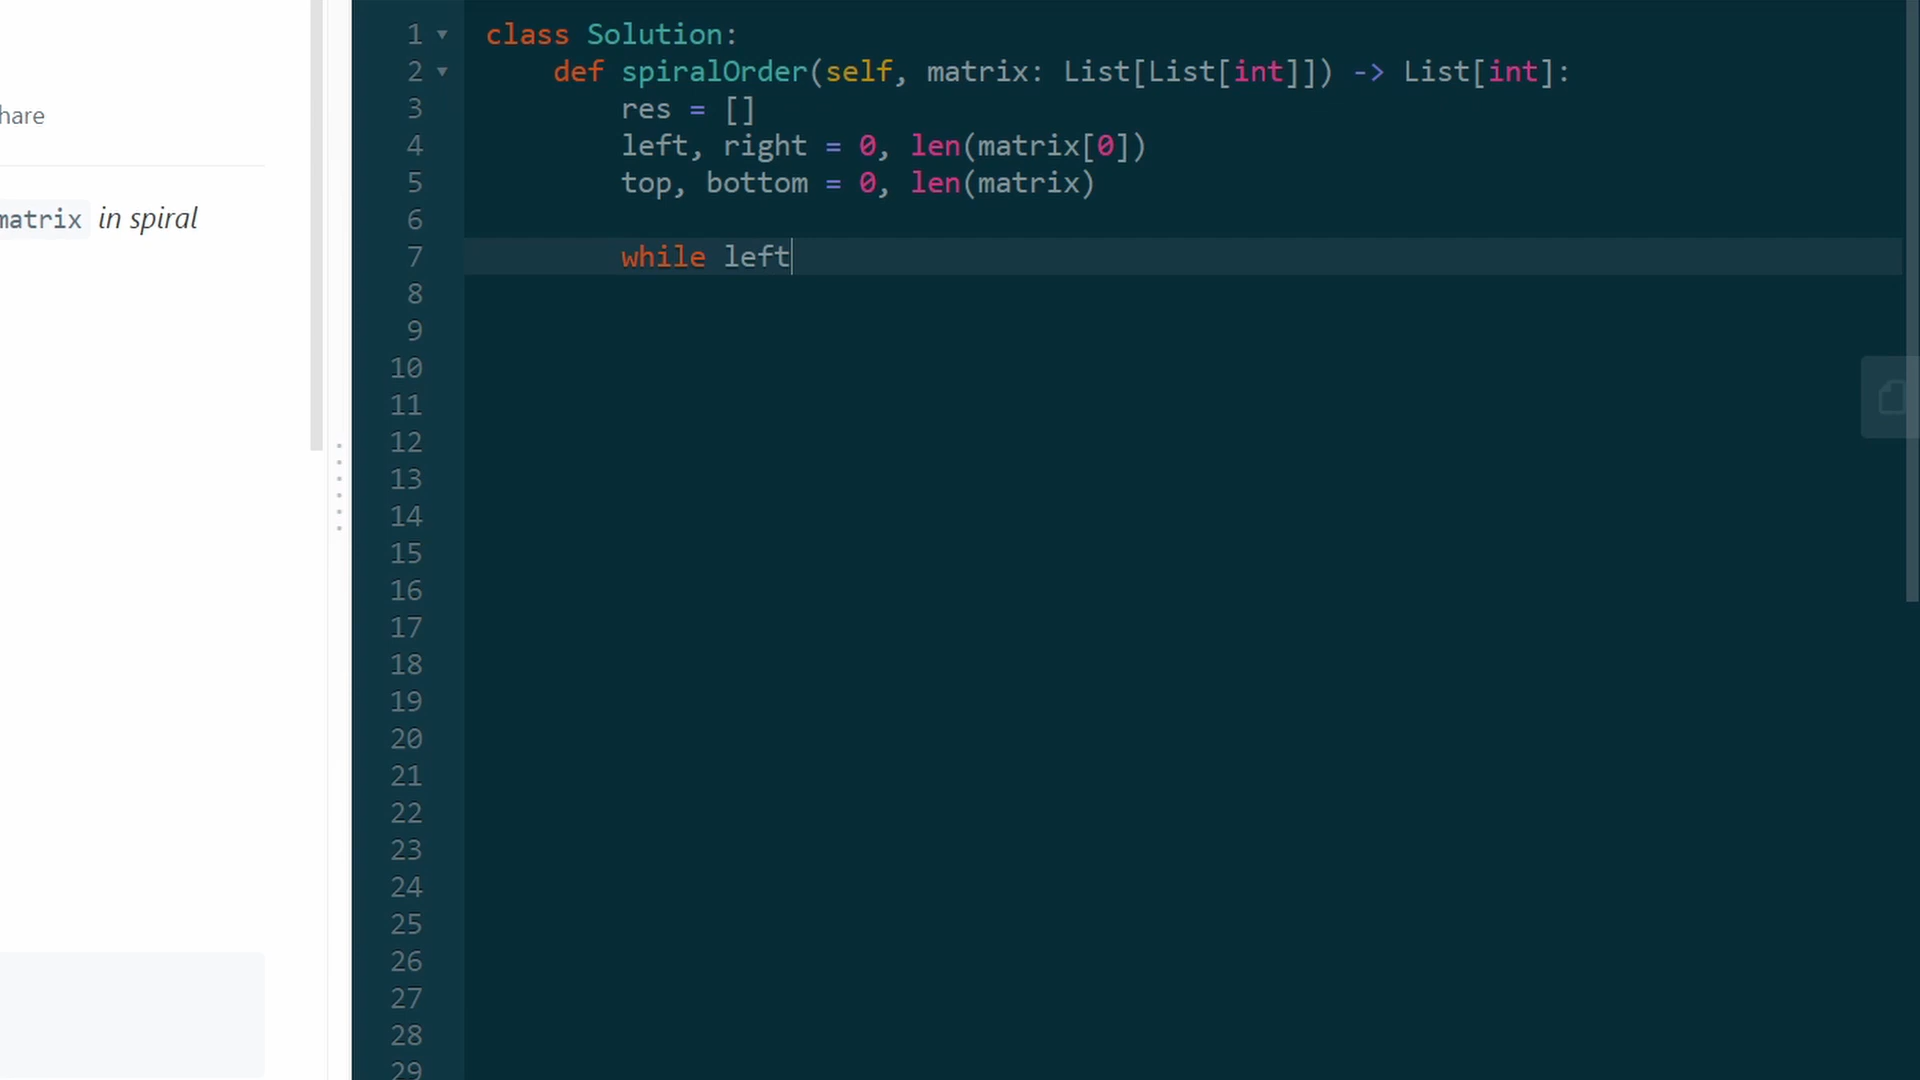 hare
matrix in spiral
1 class Solution:
2 def spiralOrder(self, matrix: List[List[int]]) -> List[int]:
3 res = []
4 left, right = 0, len(matrix[0])
5 top, bottom = 0, len(matrix)
6
7 while left
8
9
10
11
12
13
14
15
16
17
18
19
20
21
22
23
24
25
26
27
28
29